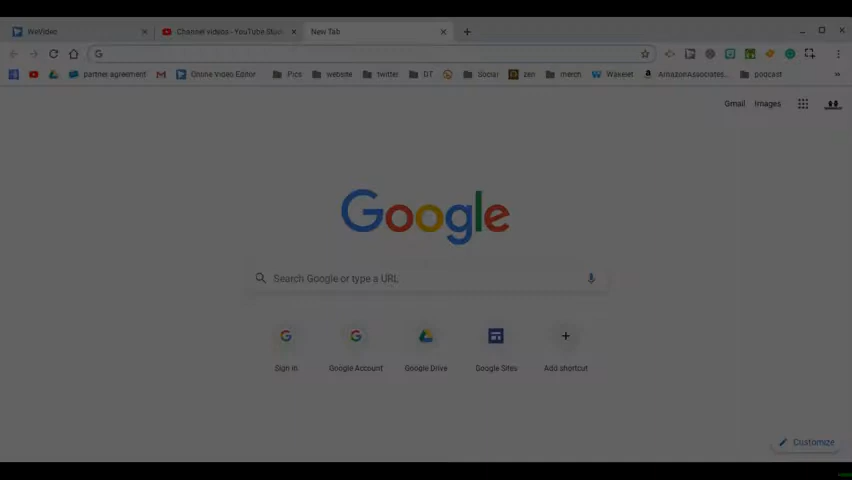 WeVideo
Channel videos - YouTube Studi
New Tab
partner agreement
Online Video Editor
Pics
website
twitter
DT
Social
zen
merch
Wakelet
AmazonAssociates...
podcast
Gmail Images
Google
Search Google or type a URL
Sign in Google Account Google Drive Google Sites Add shortcut
Customize